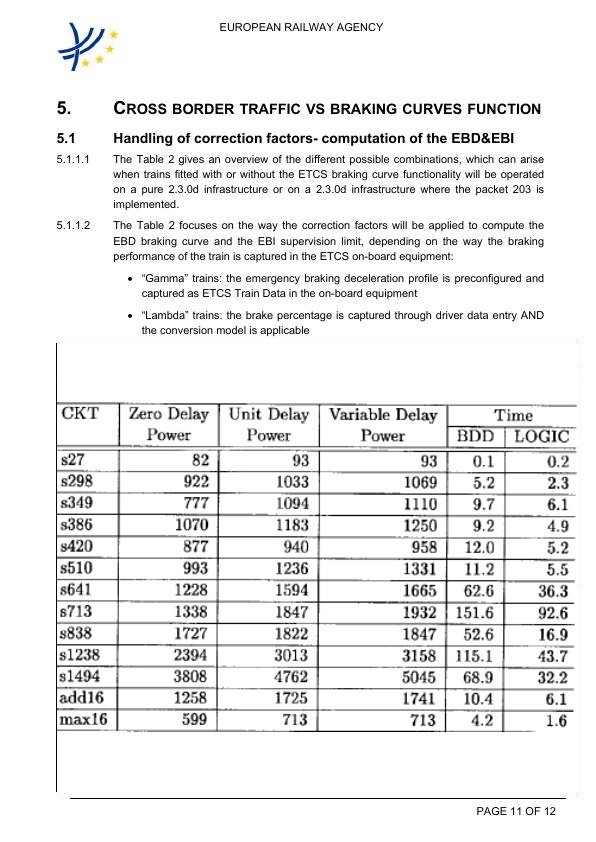 EUROPEAN RAILWAY AGENCY
5. CROSS BORDER TRAFFIC VS BRAKING CURVES FUNCTION
5.1 Handling of correction factors- computation of the EBD&EBI
5.1.1.1 The Table 2 gives an overview of the different possible combinations, which can arise
when trains fitted with or without the ETCS braking curve functionality will be operated
on a pure 2.3.0d infrastructure or on a 2.3.0d infrastructure where the packet 203 is
implemented.
5.1.1.2 The Table 2 focuses on the way the correction factors will be applied to compute the
EBD braking curve and the EBI supervision limit, depending on the way the braking
performance of the train is captured in the ETCS on-board equipment:
• “Gamma” trains: the emergency braking deceleration profile is preconfigured and
captured as ETCS Train Data in the on-board equipment
• “Lambda” trains: the brake percentage is captured through driver data entry AND
the conversion model is applicable
CKT Zero Delay Unit Delay Variable Delay Time
Power Power Power BDD LOGIC
s27 82 93 93 0.1 0.2
s298 922 1033 1069 5.2 2.3
s349 777 1094 1110 9.7 6.1
s386 1070 1183 1250 9.2 4.9
s420 877 940 958 12.0 5.2
s510 993 1236 1331 11.2 5.5
s641 1228 1594 1665 62.6 36.3
s713 1338 1847 1932 151.6 92.6
s838 1727 1822 1847 52.6 16.9
s1238 2394 3013 3158 115.1 43.7
s1494 3808 4762 5045 68.9 32.2
add16 1258 1725 1741 10.4 6.1
max16 599 713 713 4.2 1.6
PAGE 11 OF 12